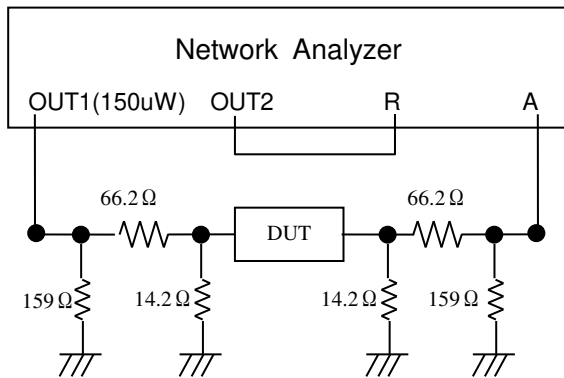 Network Analyzer
OUT1(150uW) OUT2 R A
66.2Ω 66.2Ω
DUT
159Ω 14.2Ω 14.2Ω 159Ω